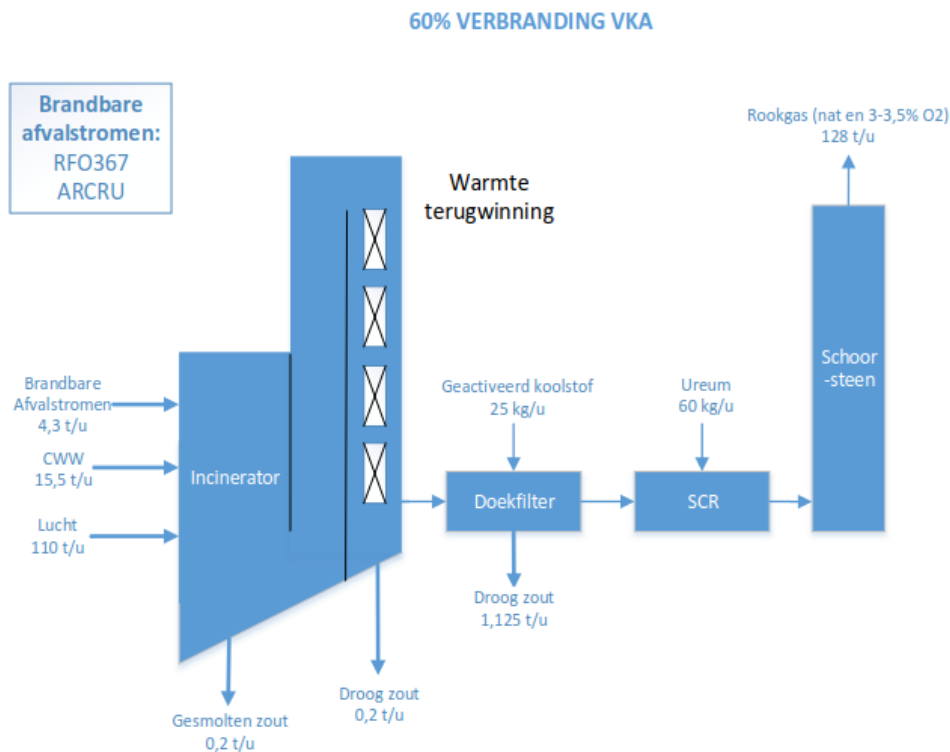 60% VERBRANDING VKA
Brandbare
afvalstromen:
RFO367
ARCRU
Rookgas (nat en 3-3,5% O2)
128 t/u
Warmte
terugwinning
Schoor
-steen
Brandbare
Afvalstromen
4,3 t/u
CWW
15,5 t/u
Lucht
110 t/u
Incinerator
Geactiveerd koolstof
25 kg/u
Ureum
60 kg/u
Doekfilter
SCR
Droog zout
1,125 t/u
Droog zout
0,2 t/u
Gesmolten zout
0,2 t/u